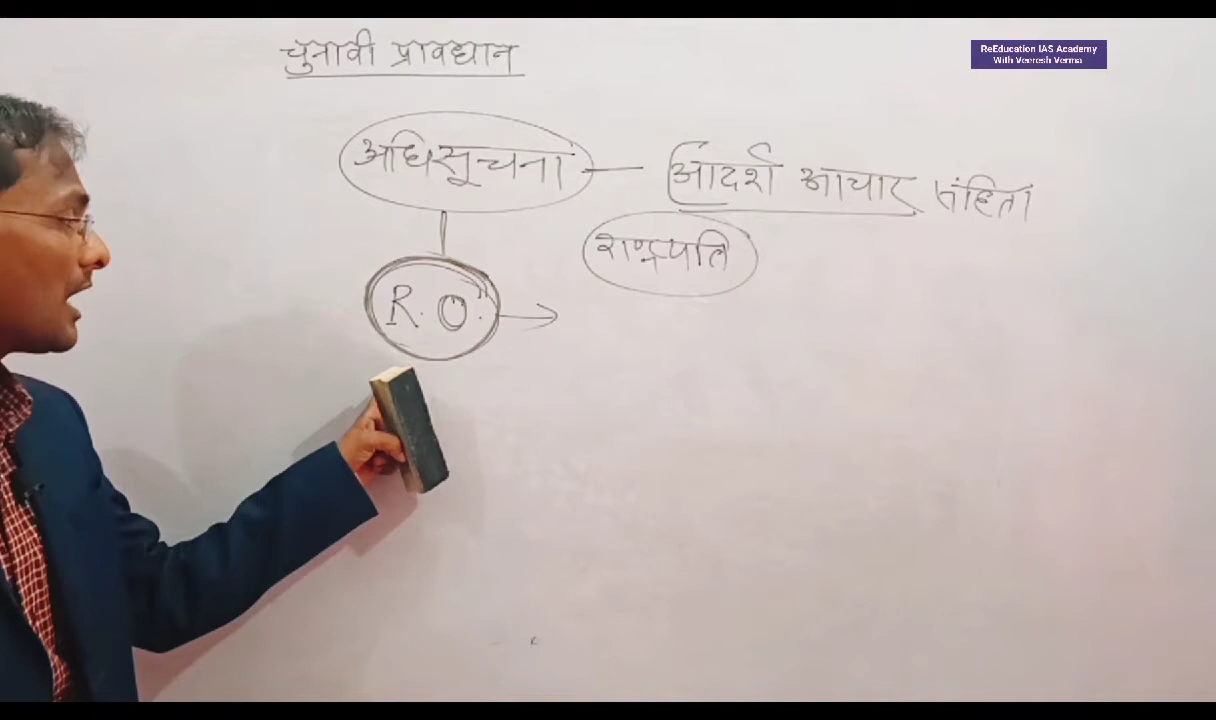 चुनावी प्रावधान
ReEducation IAS Academy
With Veeresh Verma
अधिसूचना — आदर्श आचार संहिता
राष्ट्रपति
R.O. →